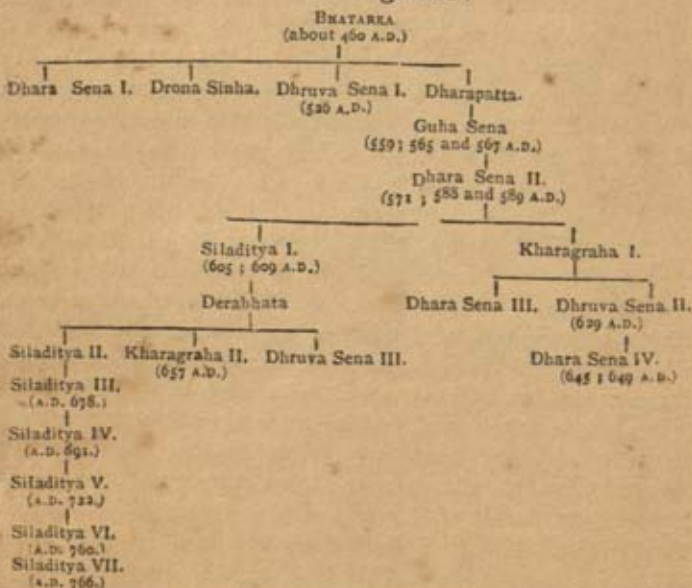 BHATARKA
(about 460 A.D.)
Dhara Sena I. Drona Sinha. Dhruva Sena I. Dharapatta.
(526 A.D.)
Guha Sena
(559; 565 and 567 A.D.)
Dhara Sena II.
(571 ; 588 and 589 A.D.)
Siladitya I. Kharagraha I.
(605 ; 609 A.D.)
Derabhata Dhara Sena III. Dhruva Sena II.
(629 A.D.)
Siladitya II. Kharagraha II. Dhruva Sena III. Dhara Sena IV.
(657 A.D.) (645 ; 649 A.D.)
Siladitya III.
(A.D. 678.)
Siladitya IV.
(A.D. 691.)
Siladitya V.
(A.D. 722.)
Siladitya VI.
(A.D. 760.)
Siladitya VII.
(A.D. 766.)